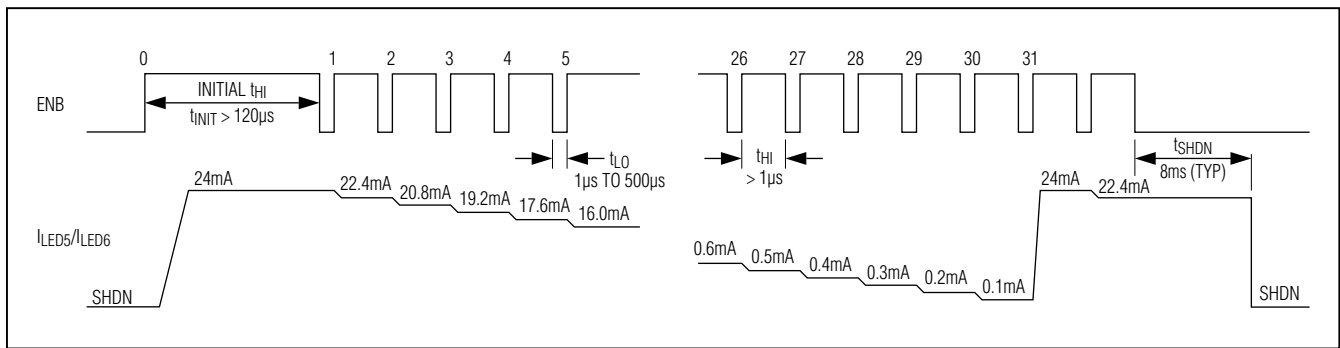 0 1 2 3 4 5 26 27 28 29 30 31
ENB
INITIAL tHI
tINIT > 120µs
tLO
1µs TO 500µs
tHI
> 1µs
tSHDN
8ms (TYP)
ILED5/ILED6
SHDN
24mA
22.4mA
20.8mA
19.2mA
17.6mA
16.0mA
0.6mA
0.5mA
0.4mA
0.3mA
0.2mA
0.1mA
24mA
22.4mA
SHDN